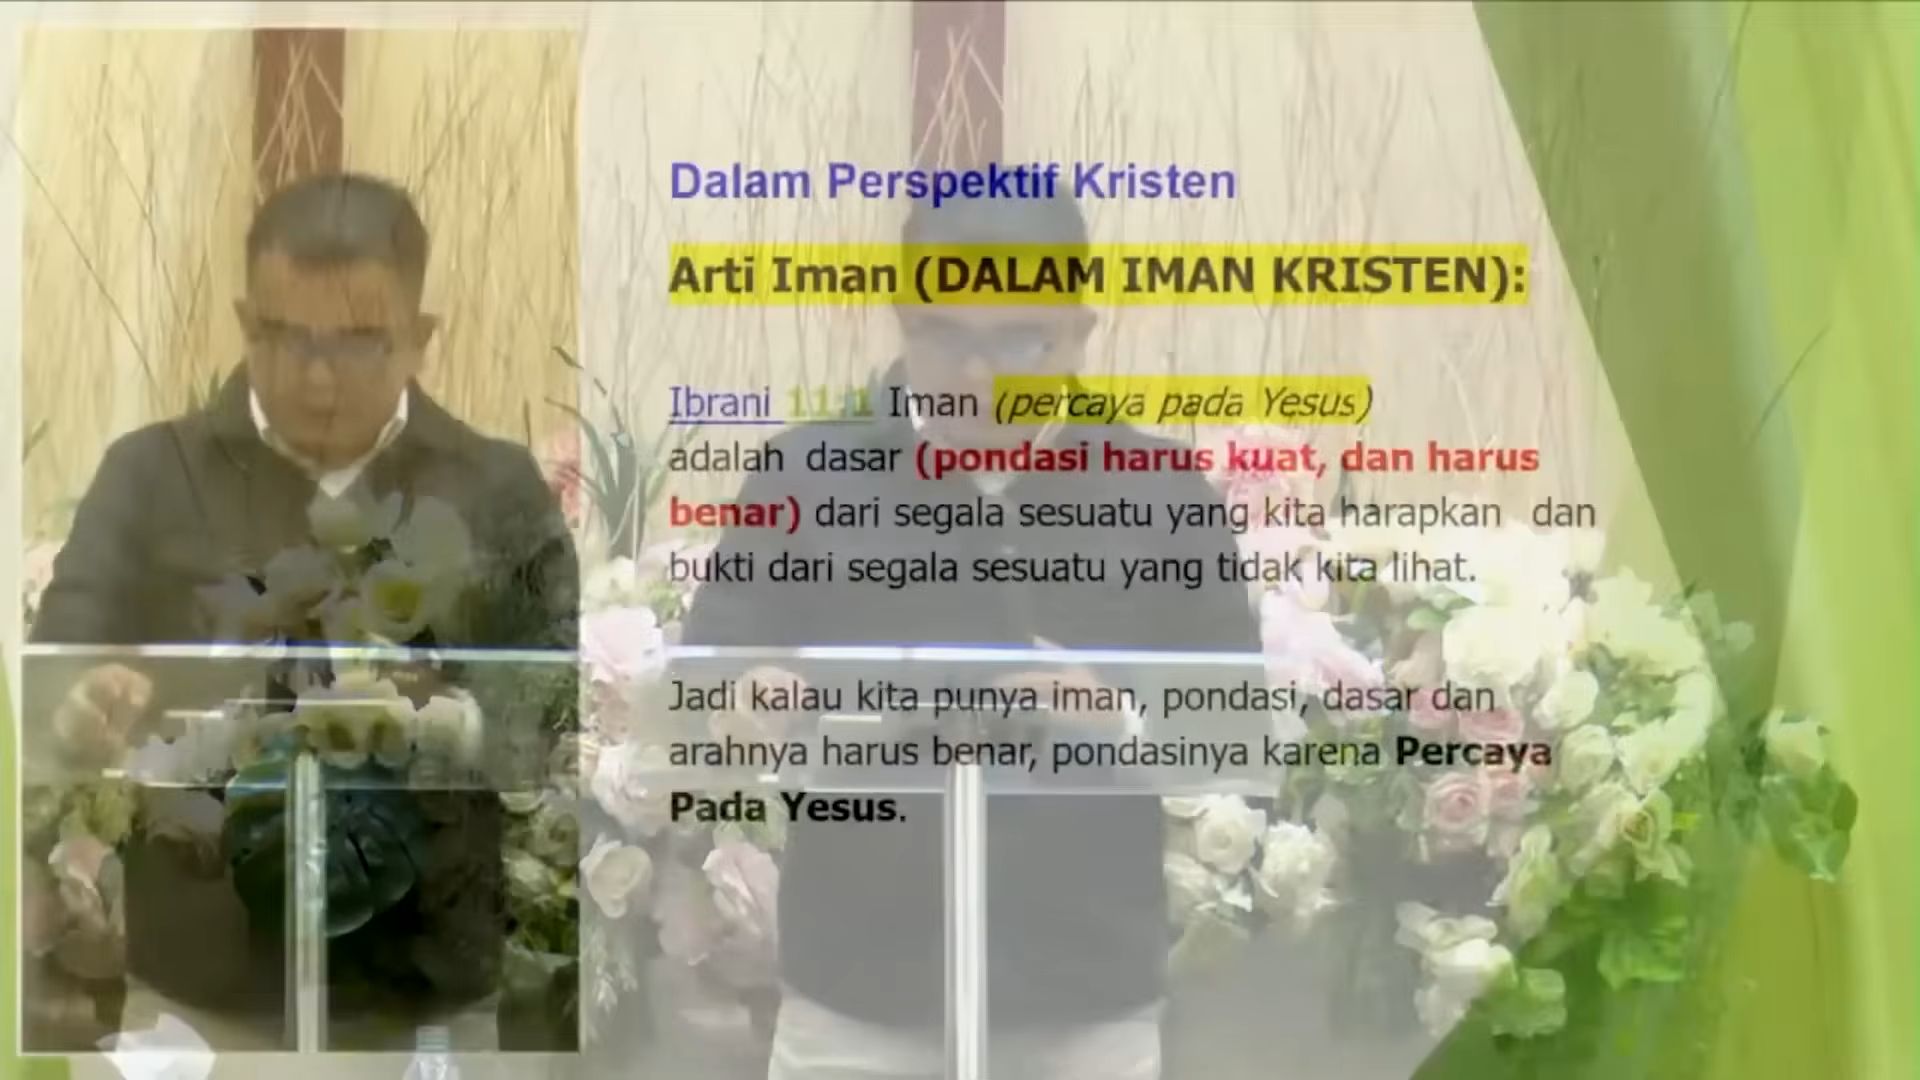 Dalam Perspektif Kristen
Arti Iman (DALAM IMAN KRISTEN):
Ibrani 11:1 Iman (percaya pada Yesus)
adalah dasar (pondasi harus kuat, dan harus
benar) dari segala sesuatu yang kita harapkan dan
bukti dari segala sesuatu yang tidak kita lihat.
Jadi kalau kita punya iman, pondasi, dasar dan
arahnya harus benar, pondasinya karena Percaya
Pada Yesus.